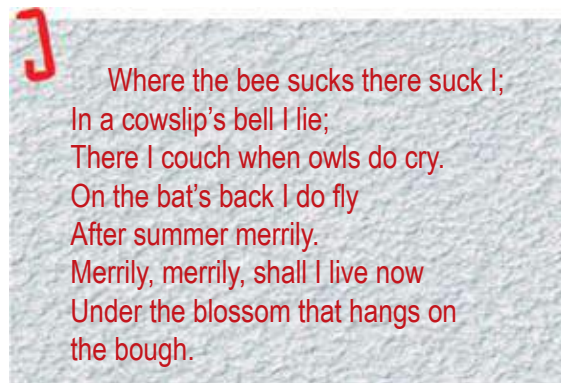 Where the bee sucks there suck I;
In a cowslip’s bell I lie;
There I couch when owls do cry.
On the bat’s back I do fly
After summer merrily.
Merrily, merrily, shall I live now
Under the blossom that hangs on
the bough.